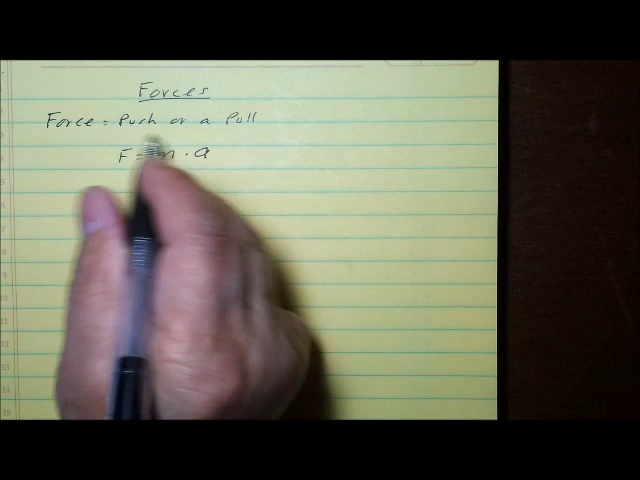 Forces
Force = Push or a Pull
F = m · a